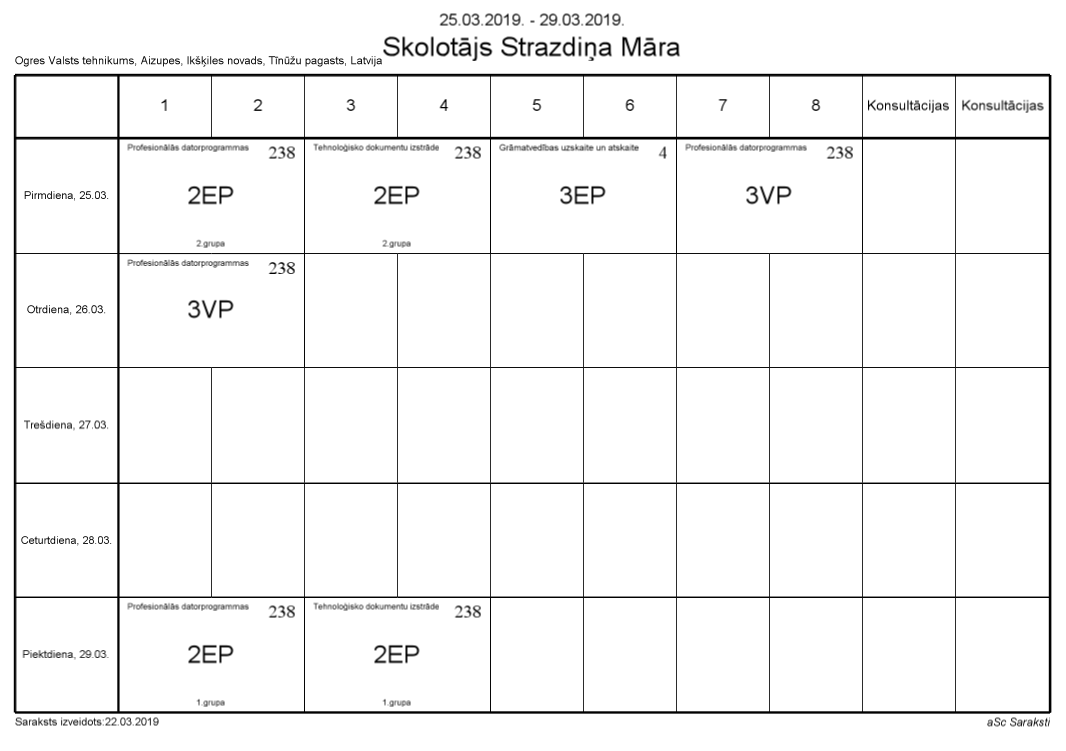 25.03.2019. - 29.03.2019.
Skolotājs Strazdiņa Māra
Ogres Valsts tehnikums, Aizupes, Ikšķiles novads, Tīnūžu pagasts, Latvija
1 2 3 4 5 6 7 8 Konsultācijas Konsultācijas
Pirmdiena, 25.03.
Profesionālās datorprogrammas 238
2EP
2.grupa
Tehnoloģisko dokumentu izstrāde 238
2EP
2.grupa
Grāmatvedības uzskaite un atskaite 4
3EP
Profesionālās datorprogrammas 238
3VP
Otrdiena, 26.03.
Profesionālās datorprogrammas 238
3VP
Trešdiena, 27.03.
Ceturtdiena, 28.03.
Piektdiena, 29.03.
Profesionālās datorprogrammas 238
2EP
1.grupa
Tehnoloģisko dokumentu izstrāde 238
2EP
1.grupa
Saraksts izveidots:22.03.2019
aSc Saraksti